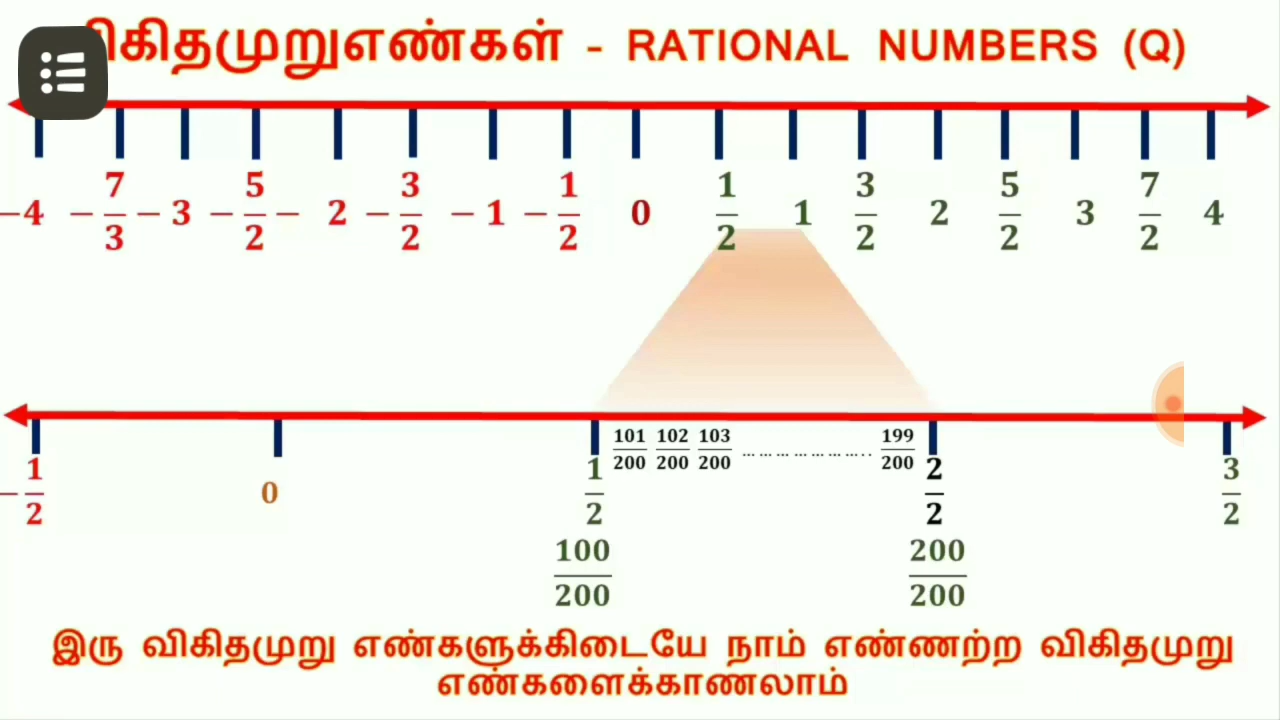 விகிதமுறுஎண்கள் - RATIONAL NUMBERS (Q)
−4 −7/3 −3 −5/2 − 2 −3/2 −1 −1/2 0 1/2 1 3/2 2 5/2 3 7/2 4
101/200 102/200 103/200 ..................... 199/200
−1/2 0 1/2 2/2 3/2
100/200 200/200
இரு விகிதமுறு எண்களுக்கிடையே நாம் எண்ணற்ற விகிதமுறு
எண்களைக்காணலாம்